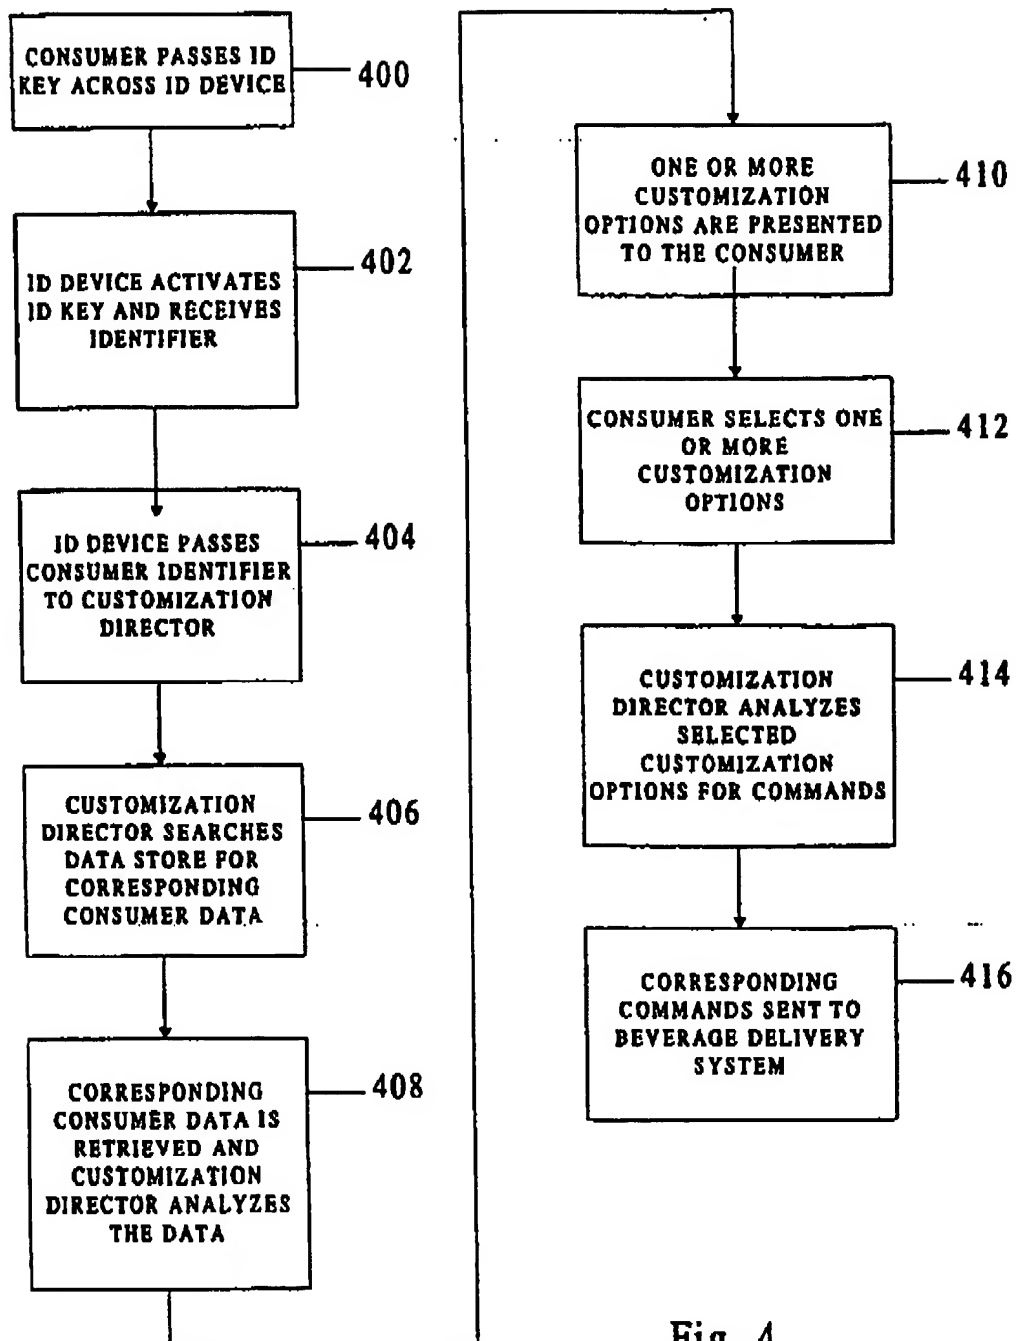 CONSUMER PASSES ID
KEY ACROSS ID DEVICE
400
ID DEVICE ACTIVATES
ID KEY AND RECEIVES
IDENTIFIER
402
ID DEVICE PASSES
CONSUMER IDENTIFIER
TO CUSTOMIZATION
DIRECTOR
404
CUSTOMIZATION
DIRECTOR SEARCHES
DATA STORE FOR
CORRESPONDING
CONSUMER DATA
406
CORRESPONDING
CONSUMER DATA IS
RETRIEVED AND
CUSTOMIZATION
DIRECTOR ANALYZES
THE DATA
408
ONE OR MORE
CUSTOMIZATION
OPTIONS ARE PRESENTED
TO THE CONSUMER
410
CONSUMER SELECTS ONE
OR MORE
CUSTOMIZATION
OPTIONS
412
CUSTOMIZATION
DIRECTOR ANALYZES
SELECTED
CUSTOMIZATION
OPTIONS FOR COMMANDS
414
CORRESPONDING
COMMANDS SENT TO
BEVERAGE DELIVERY
SYSTEM
416
Fig. 4